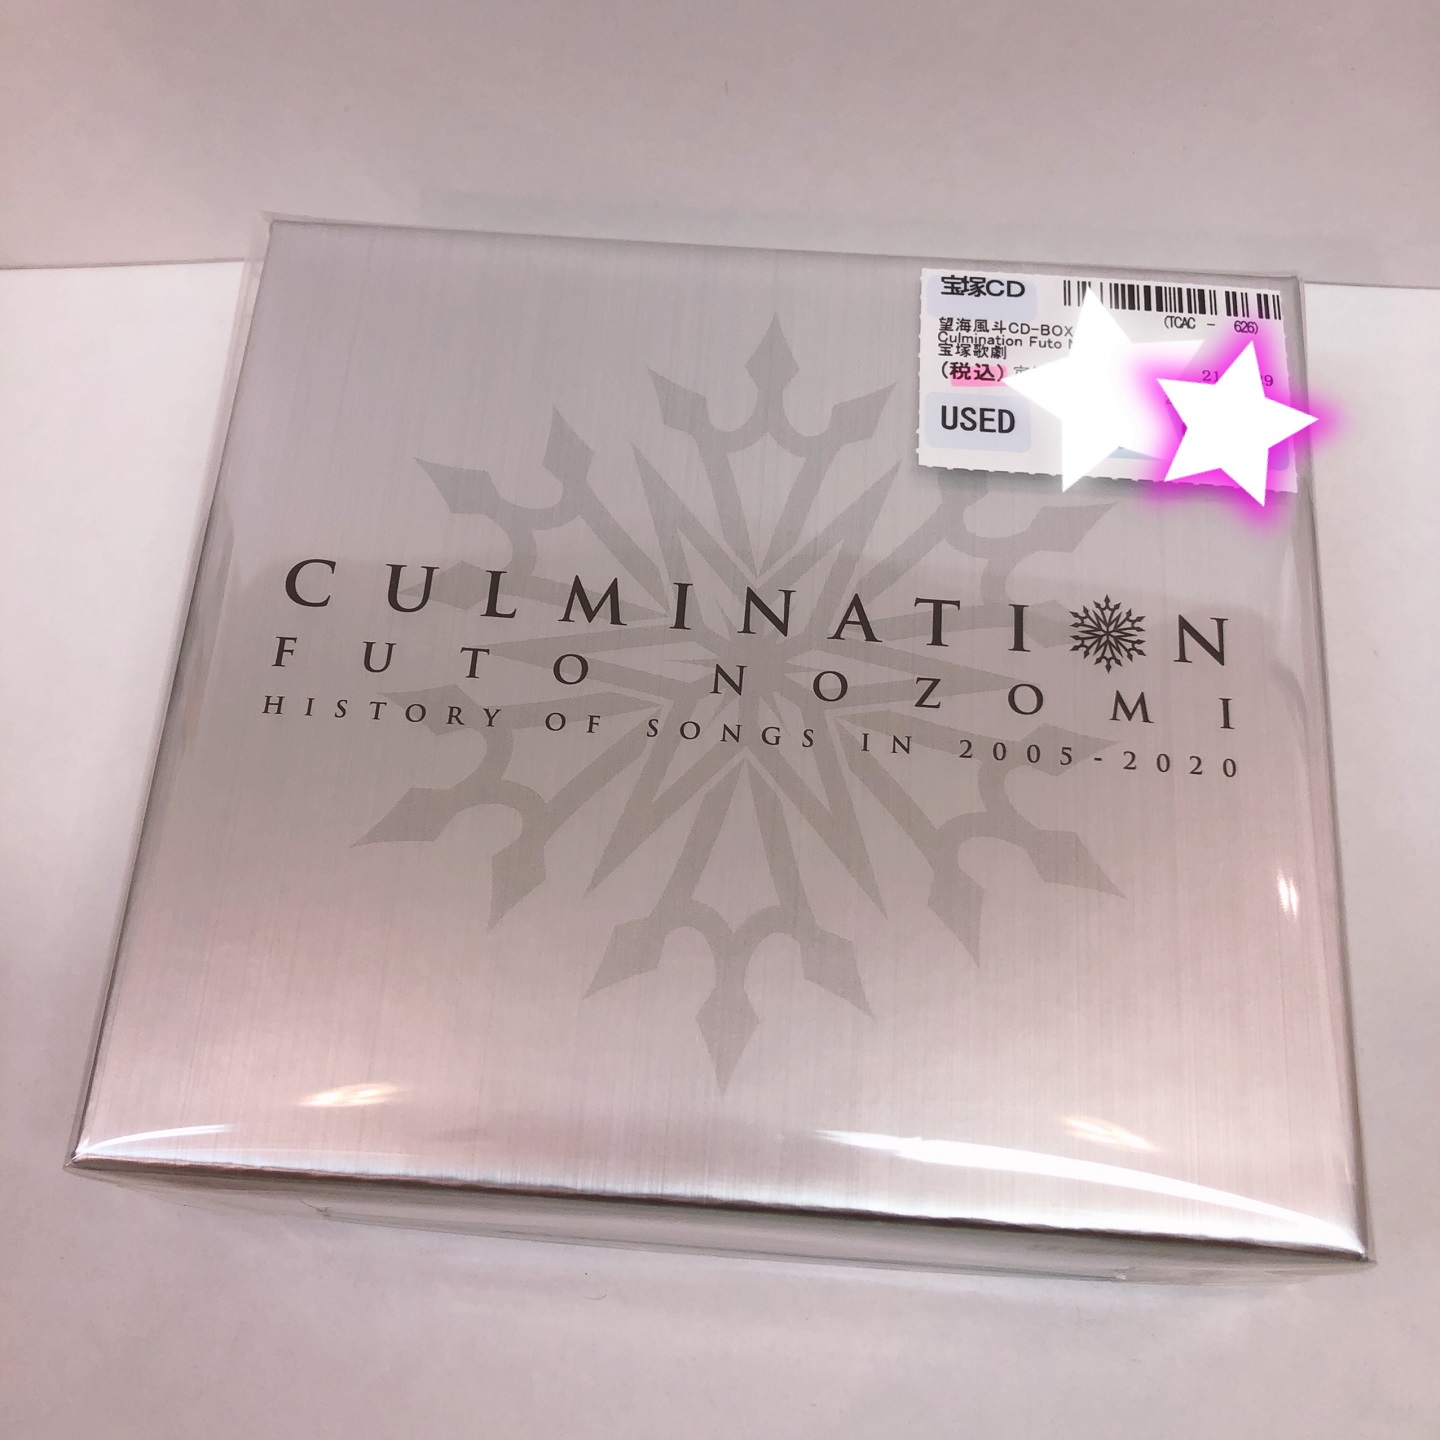 宝塚CD
(TCAC - 626)
望海風斗CD-BOX
Culmination Futo
宝塚歌劇
(税込)
USED
CULMINATION
FUTO NOZOMI
HISTORY OF SONGS IN 2005-2020